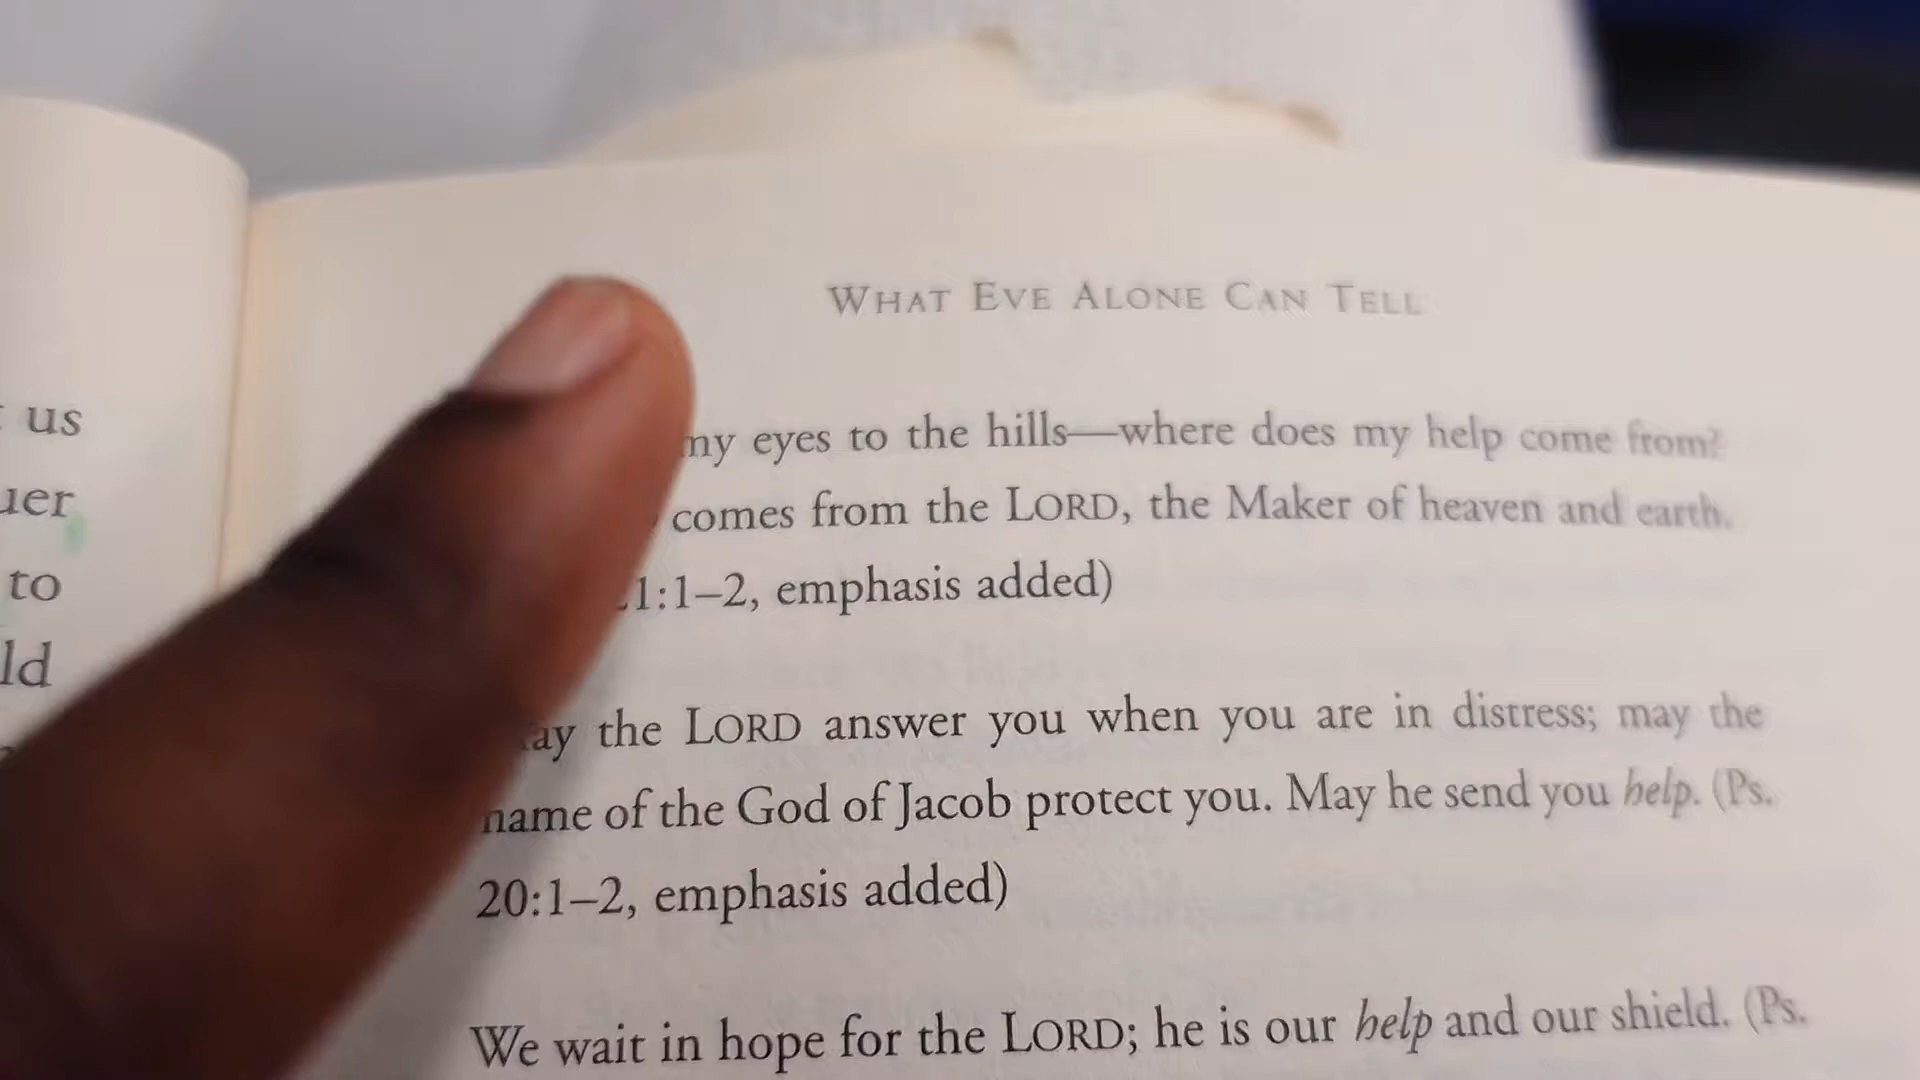 us
to
ld
WHAT EVE ALONE CAN TELL
my eyes to the hills—where does my help come from?
comes from the LORD, the Maker of heaven and earth.
1:1–2, emphasis added)
the LORD answer you when you are in distress; may the
name of the God of Jacob protect you. May he send you help. (Ps.
20:1–2, emphasis added)
We wait in hope for the LORD; he is our help and our shield. (Ps.